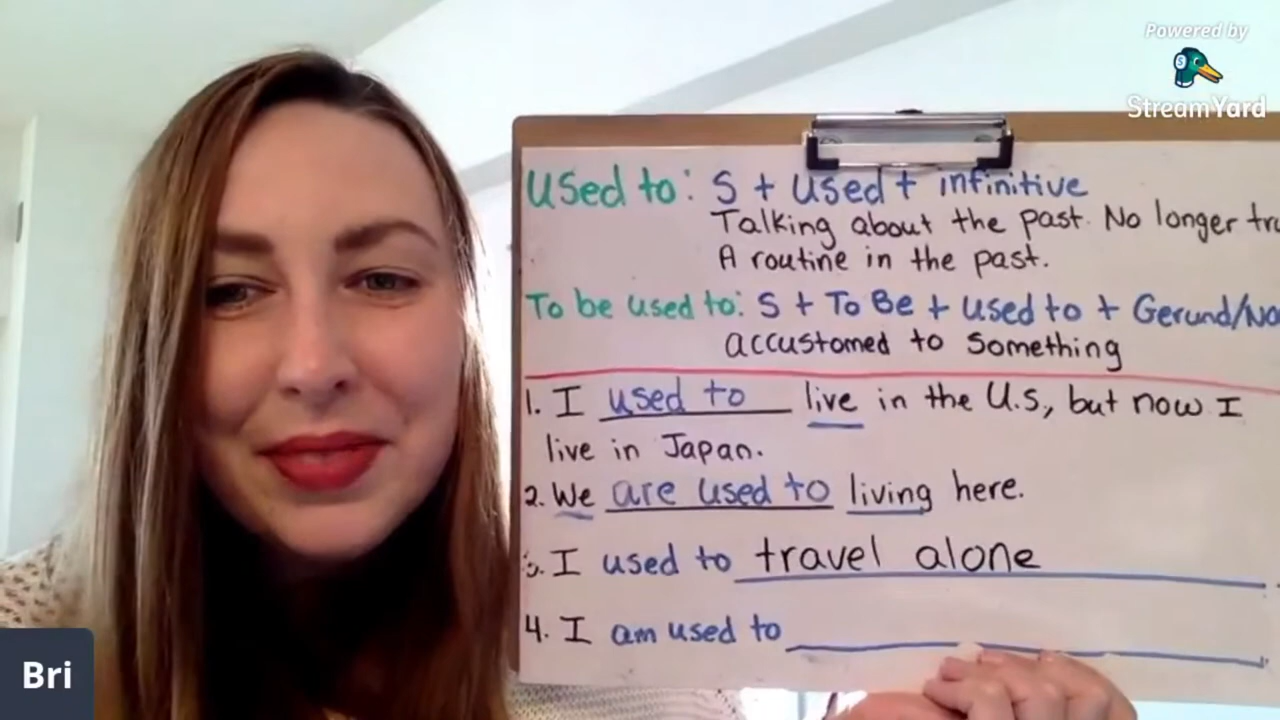 Powered by
StreamYard
Used to: S + Used + infinitive
Talking about the past. No longer
A routine in the past.
To be used to: S + To Be + Used to + Gerund/
accustomed to Something
1. I used to live in the U.S., but now I
live in Japan.
2. We are used to living here.
3. I used to travel alone
4. I am used to
Bri